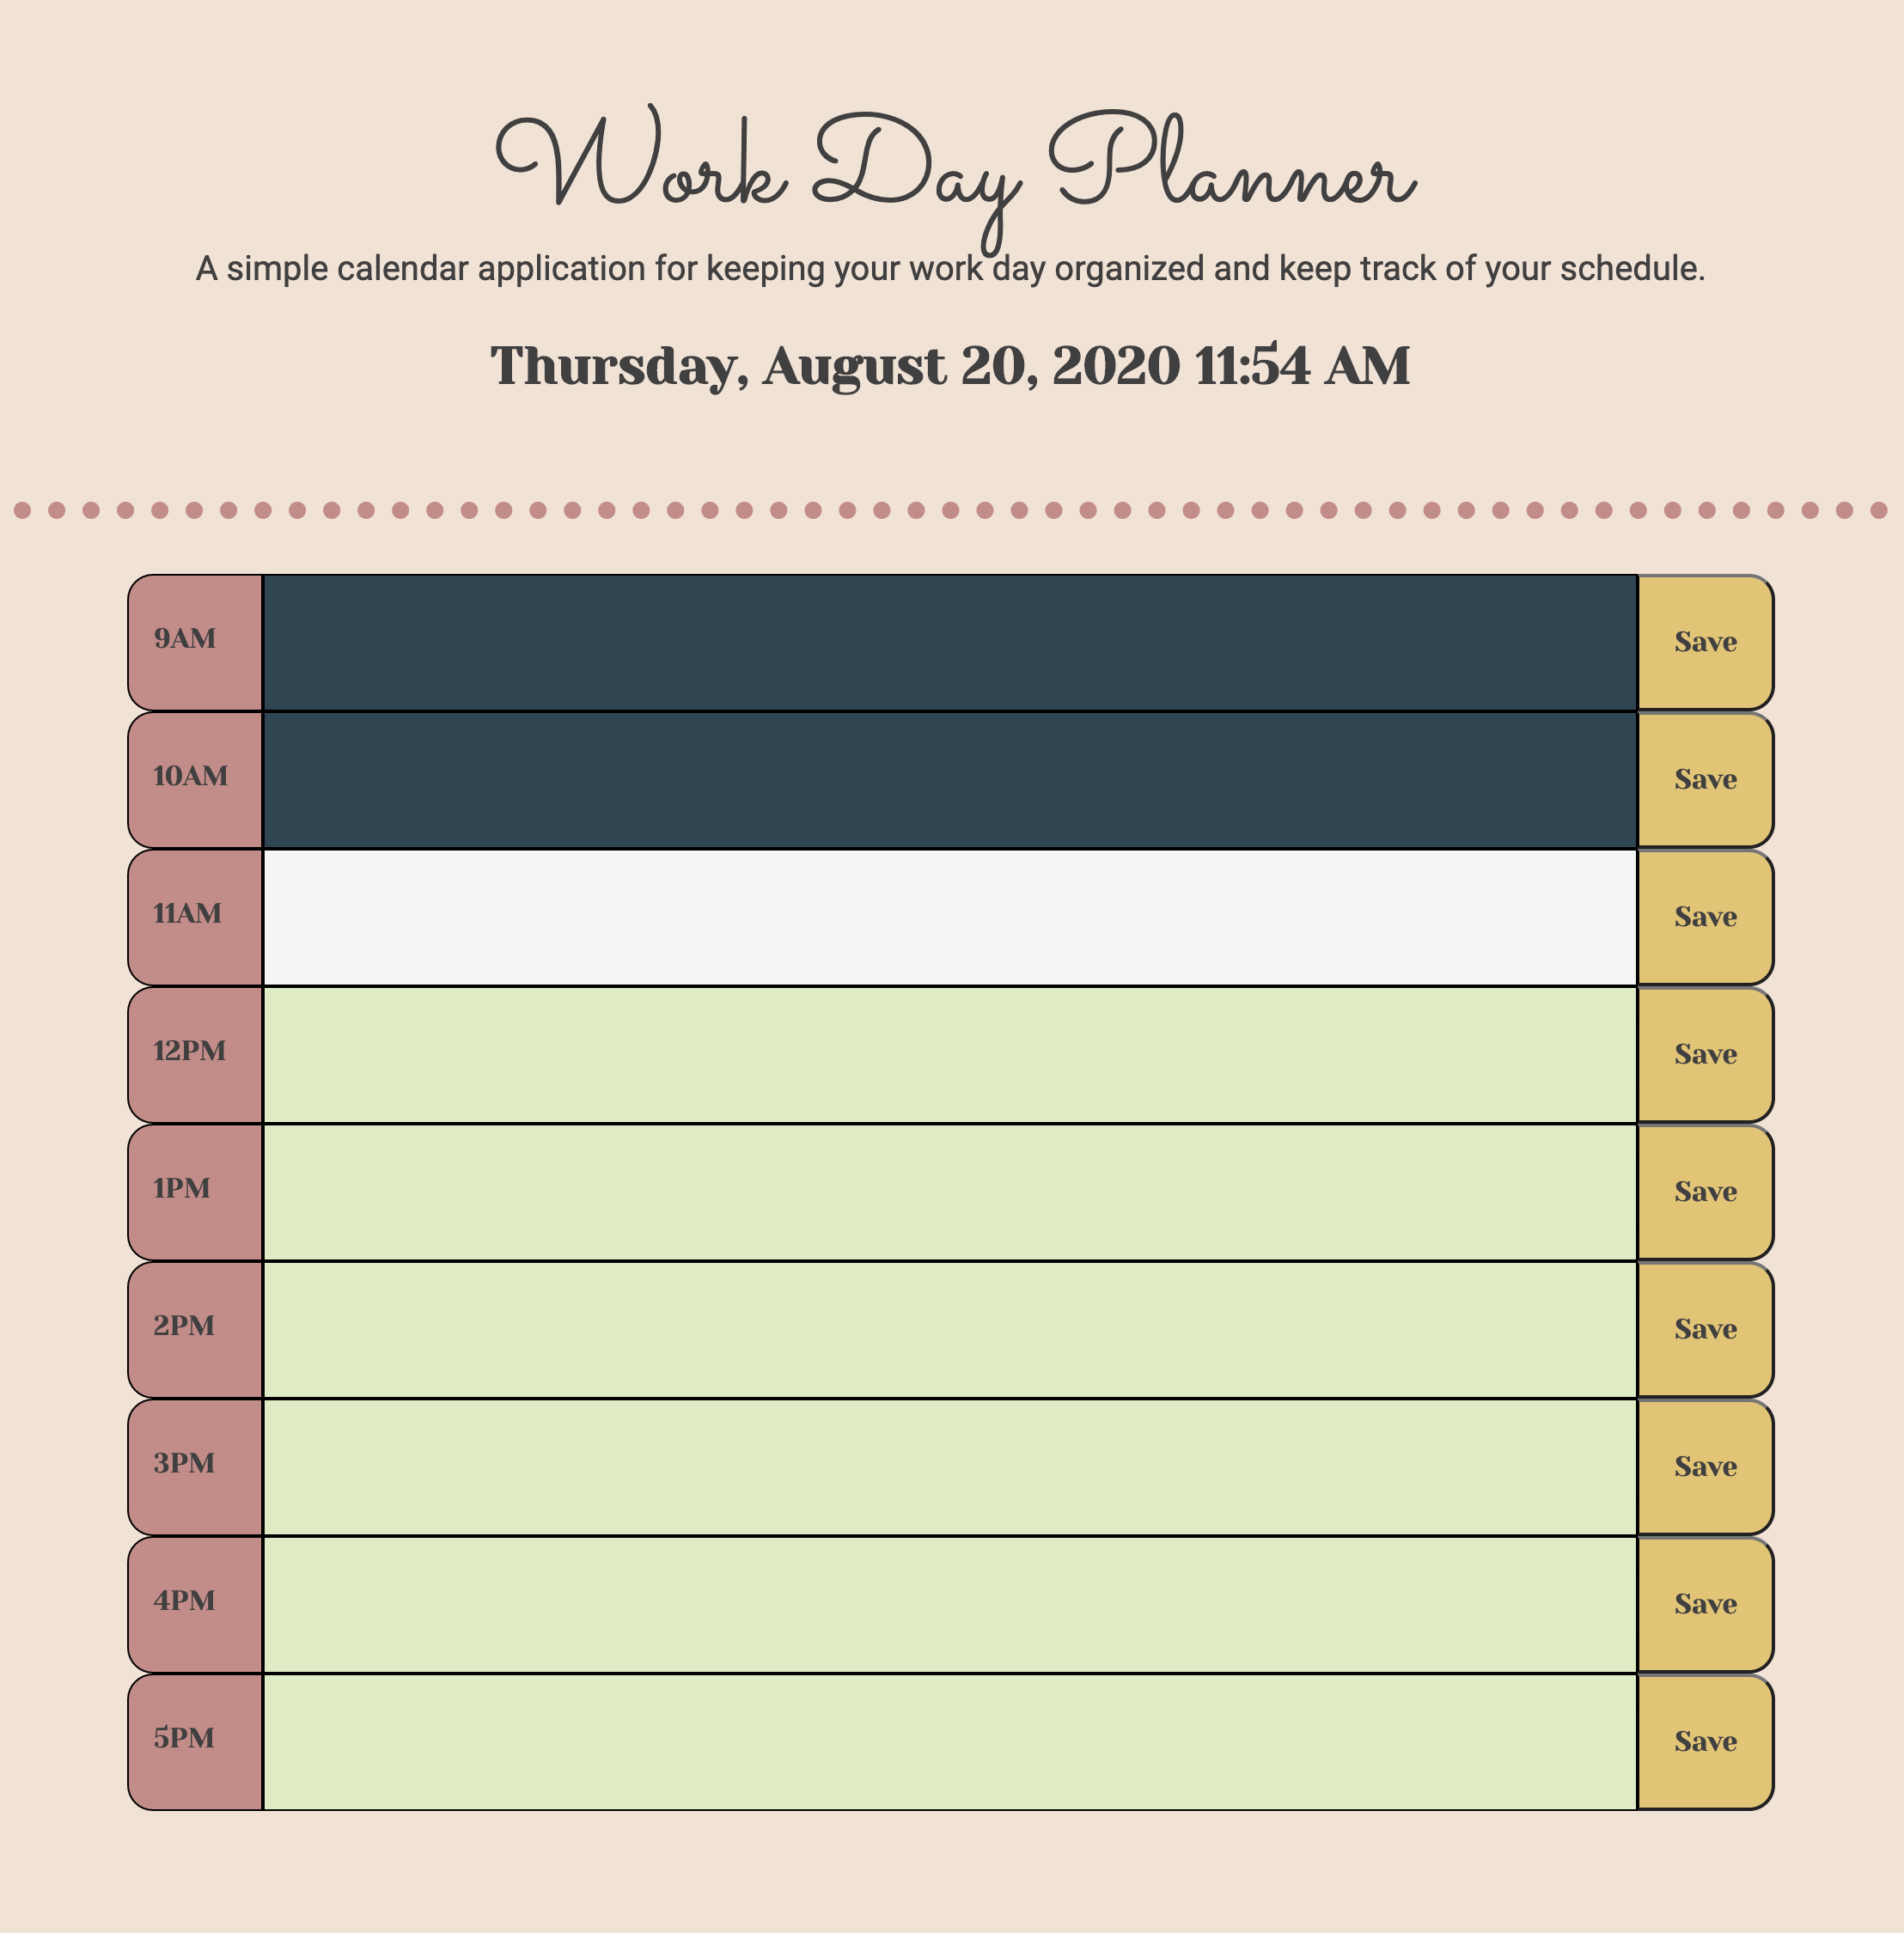 Work Day Planner
A simple calendar application for keeping your work day organized and keep track of your schedule.
Thursday, August 20, 2020 11:54 AM
9AM Save
10AM Save
11AM Save
12PM Save
1PM Save
2PM Save
3PM Save
4PM Save
5PM Save